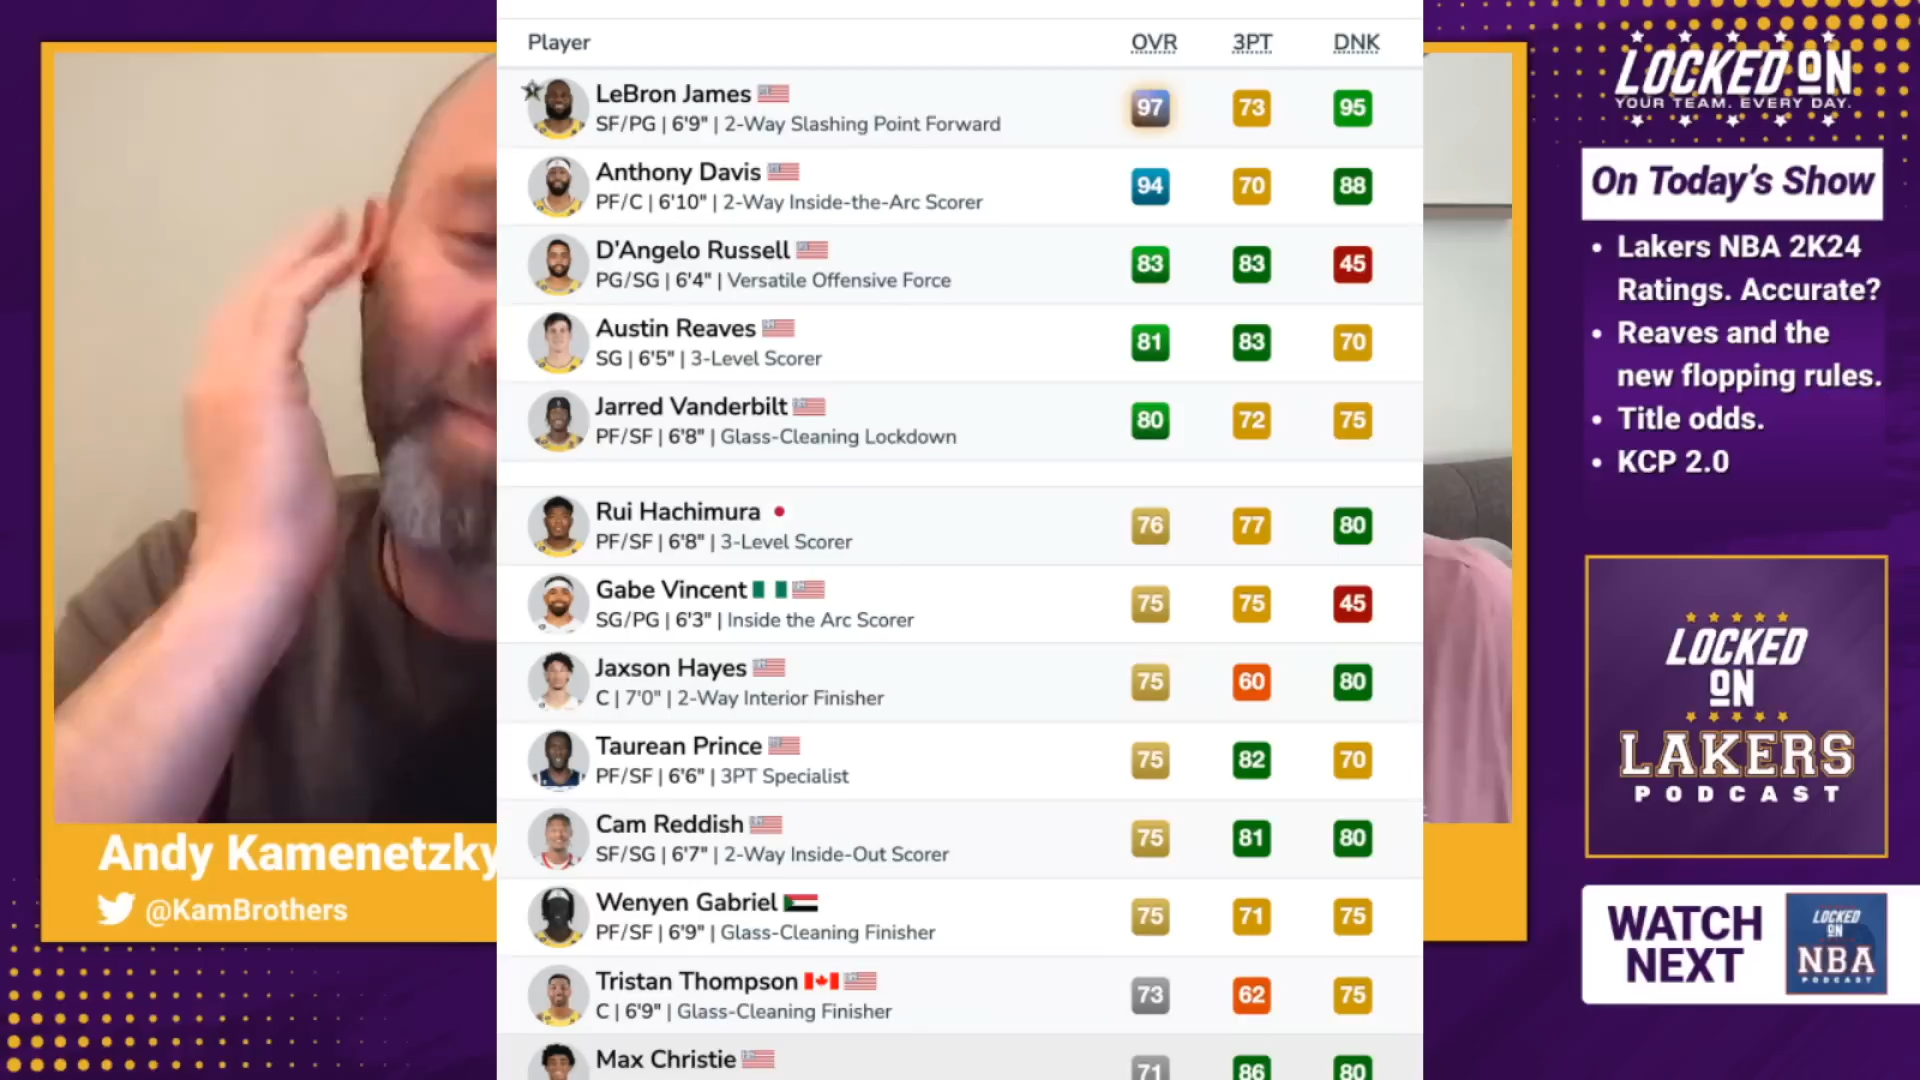 Player OVR 3PT DNK
LeBron James 97 73 95
SF/PG | 6'9" | 2-Way Slashing Point Forward
Anthony Davis 94 70 88
PF/C | 6'10" | 2-Way Inside-the-Arc Scorer
D'Angelo Russell 83 83 45
PG/SG | 6'4" | Versatile Offensive Force
Austin Reaves 81 83 70
SG | 6'5" | 3-Level Scorer
Jarred Vanderbilt 80 72 75
PF/SF | 6'8" | Glass-Cleaning Lockdown
Rui Hachimura 76 77 80
PF/SF | 6'8" | 3-Level Scorer
Gabe Vincent 75 75 45
SG/PG | 6'3" | Inside the Arc Scorer
Jaxson Hayes 75 60 80
C | 7'0" | 2-Way Interior Finisher
Taurean Prince 75 82 70
PF/SF | 6'6" | 3PT Specialist
Cam Reddish 75 81 80
SF/SG | 6'7" | 2-Way Inside-Out Scorer
Wenyen Gabriel 75 71 75
PF/SF | 6'9" | Glass-Cleaning Finisher
Tristan Thompson 73 62 75
C | 6'9" | Glass-Cleaning Finisher
Max Christie 71 86 80
Andy Kamenetzky
@KamBrothers
LOCKED ON
YOUR TEAM. EVERY DAY.
On Today's Show
• Lakers NBA 2K24
Ratings. Accurate?
• Reaves and the
new flopping rules.
• Title odds.
• KCP 2.0
LOCKED
ON
LAKERS
PODCAST
WATCH
NEXT
LOCKED
ON
NBA
PODCAST